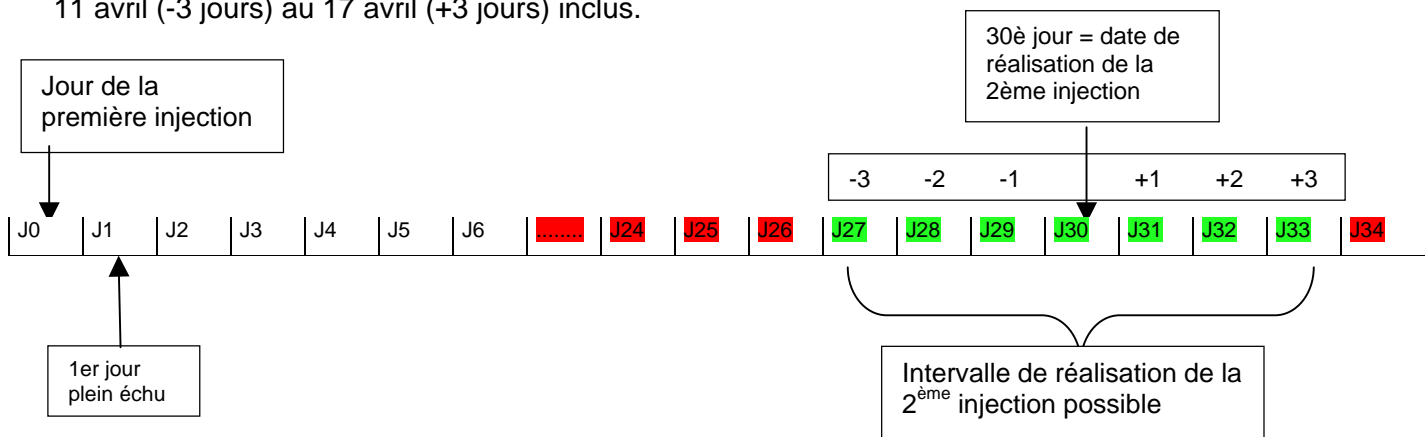 11 avril (-3 jours) au 17 avril (+3 jours) inclus.
30è jour = date de
réalisation de la
2ème injection
Jour de la
première injection
-3 -2 -1 +1 +2 +3
J0 J1 J2 J3 J4 J5 J6 ........ J24 J25 J26 J27 J28 J29 J30 J31 J32 J33 J34
1er jour
plein échu
Intervalle de réalisation de la
2ème injection possible